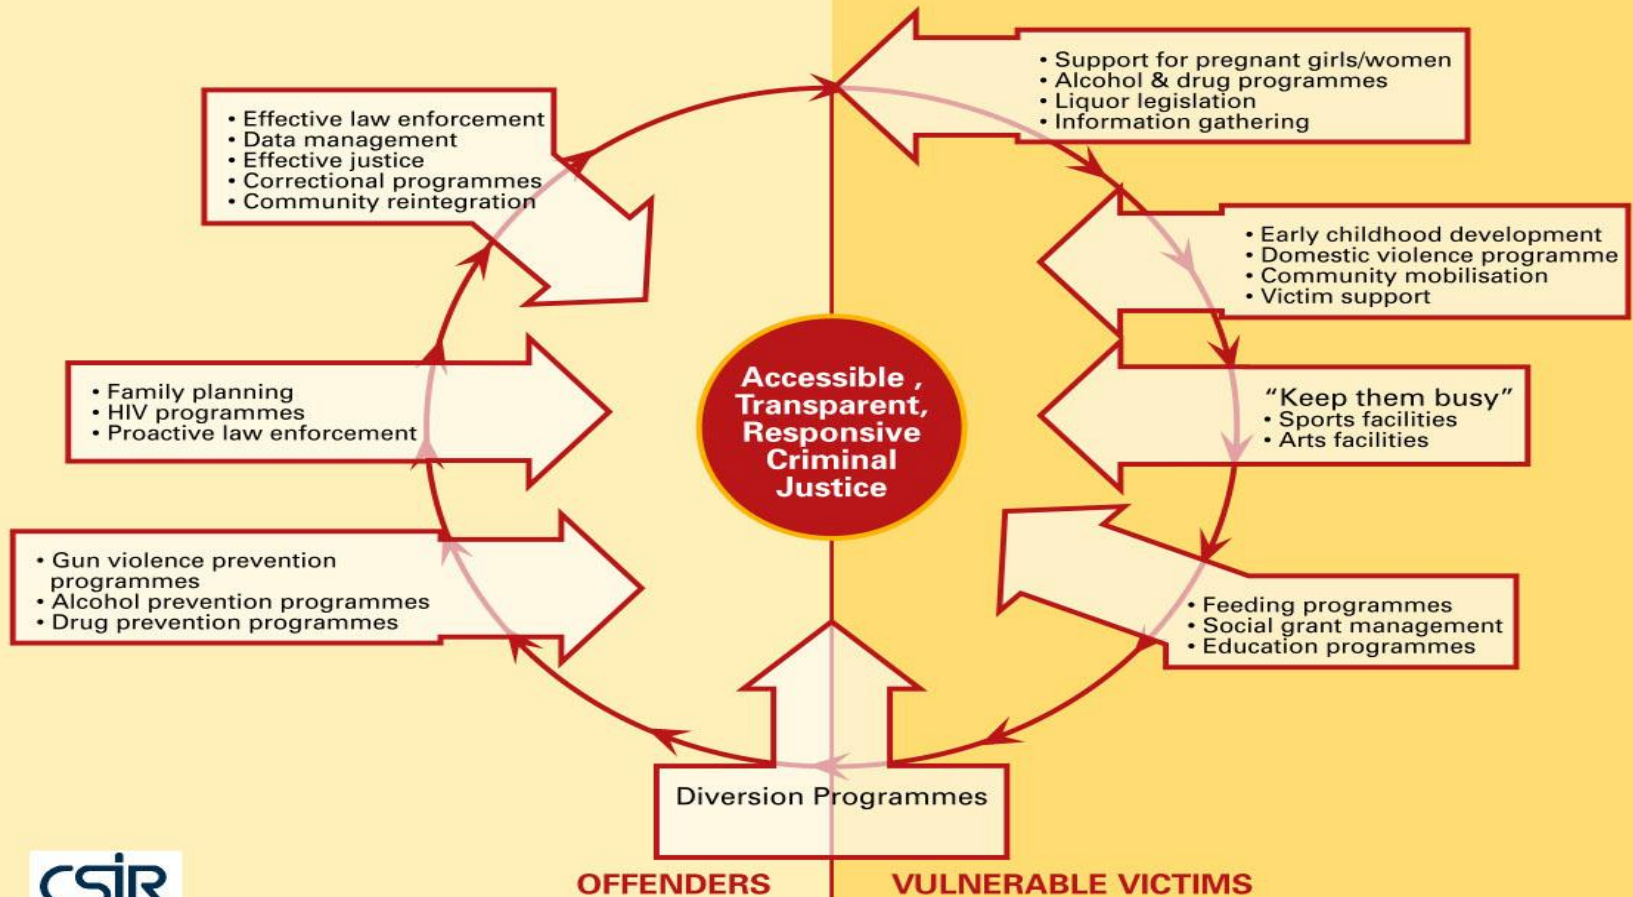 • Support for pregnant girls/women
• Alcohol & drug programmes
• Liquor legislation
• Information gathering
• Effective law enforcement
• Data management
• Effective justice
• Correctional programmes
• Community reintegration
• Early childhood development
• Domestic violence programme
• Community mobilisation
• Victim support
• Family planning
• HIV programmes
• Proactive law enforcement
Accessible ,
Transparent,
Responsive
Criminal
Justice
“Keep them busy”
• Sports facilities
• Arts facilities
• Gun violence prevention
programmes
• Alcohol prevention programmes
• Drug prevention programmes
• Feeding programmes
• Social grant management
• Education programmes
Diversion Programmes
CSIR
OFFENDERS
VULNERABLE VICTIMS